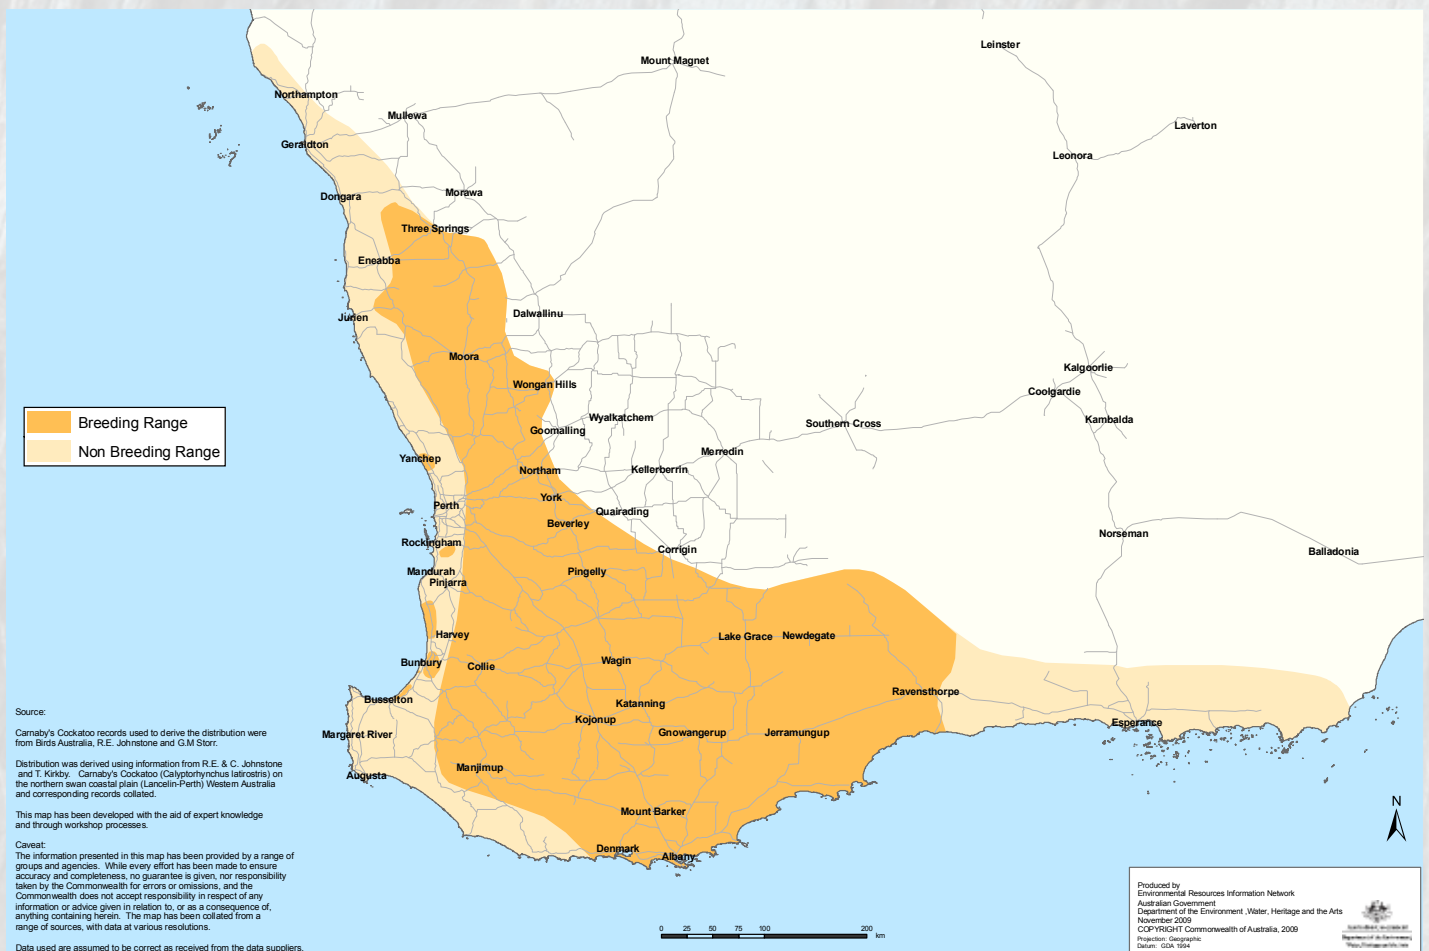 Leinster
Mount Magnet
Northampton
Mullewa
Laverton
Geraldton
Leonora
Dongara
Morawa
Three Springs
Eneabba
Jurien
Dalwallinu
Moora
Kalgoorlie
Wongan Hills
Coolgardie
Breeding Range
Non Breeding Range
Wyalkatchem
Southern Cross
Kambalda
Goomalling
Merredin
Yanchep
Northam
Kellerberrin
York
Perth
Quairading
Beverley
Norseman
Rockingham
Corrigin
Balladonia
Mandurah
Pingelly
Pinjarra
Harvey
Lake Grace
Newdegate
Bunbury
Collie
Wagin
Ravensthorpe
Busselton
Katanning
Kojonup
Esperance
Margaret River
Gnowangerup
Jerramungup
Manjimup
Augusta
Mount Barker
Denmark
Albany
Source:
Carnaby's Cockatoo records used to derive the distribution were
from Birds Australia, R.E. Johnstone and G.M Storr.
Distribution was derived using information from R.E. & C. Johnstone
and T. Kirkby. Carnaby's Cockatoo (Calyptorhynchus latirostris) on
the northern swan coastal plain (Lancelin-Perth) Western Australia
and corresponding records collated.
This map has been developed with the aid of expert knowledge
and through workshop processes.
Caveat:
The information presented in this map has been provided by a range of
groups and agencies. While every effort has been made to ensure
accuracy and completeness, no guarantee is given, nor responsibility
taken by the Commonwealth for errors or omissions, and the
Commonwealth does not accept responsibility in respect of any
information or advice given in relation to, or as a consequence of,
anything containing herein. The map has been collated from a
range of sources, with data at various resolutions.
Data used are assumed to be correct as received from the data suppliers.
0 25 50 75 100 200
km
N
Produced by
Environmental Resources Information Network
Australian Government
Department of the Environment ,Water, Heritage and the Arts
November 2009
COPYRIGHT Commonwealth of Australia, 2009
Projection: Geographic
Datum: GDA 1994